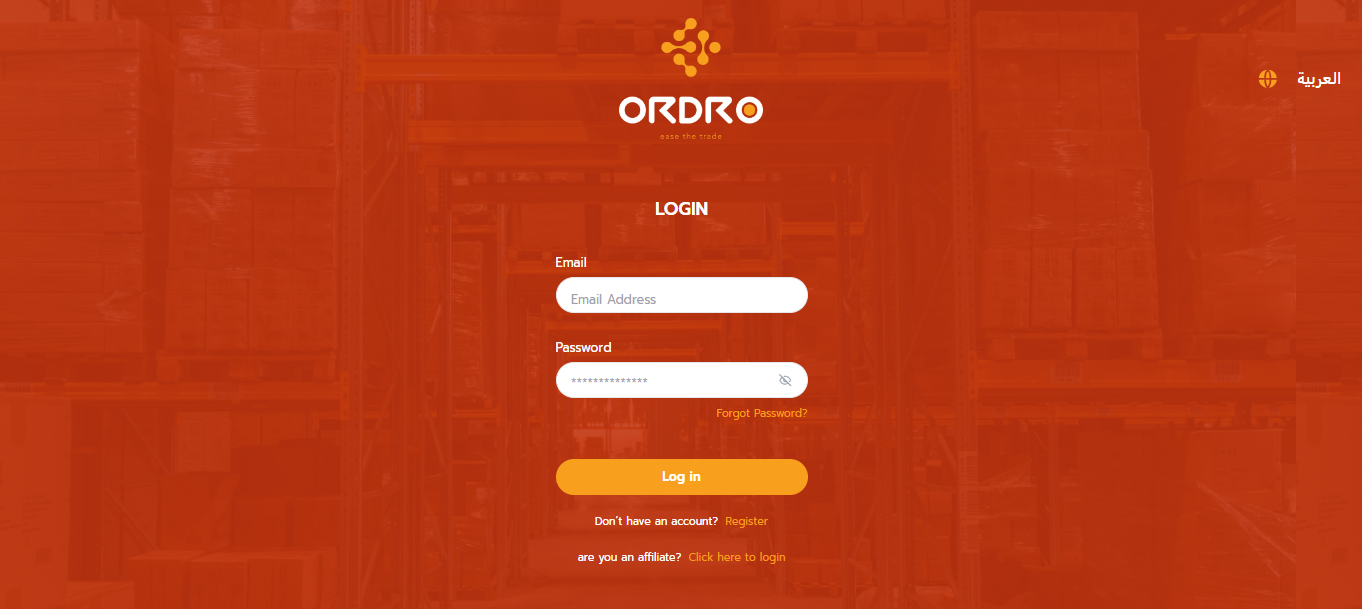 العربية
ORDRO
ease the trade
LOGIN
Email
Email Address
Password
**************
Forgot Password?
Log in
Don't have an account? Register
are you an affiliate? Click here to login